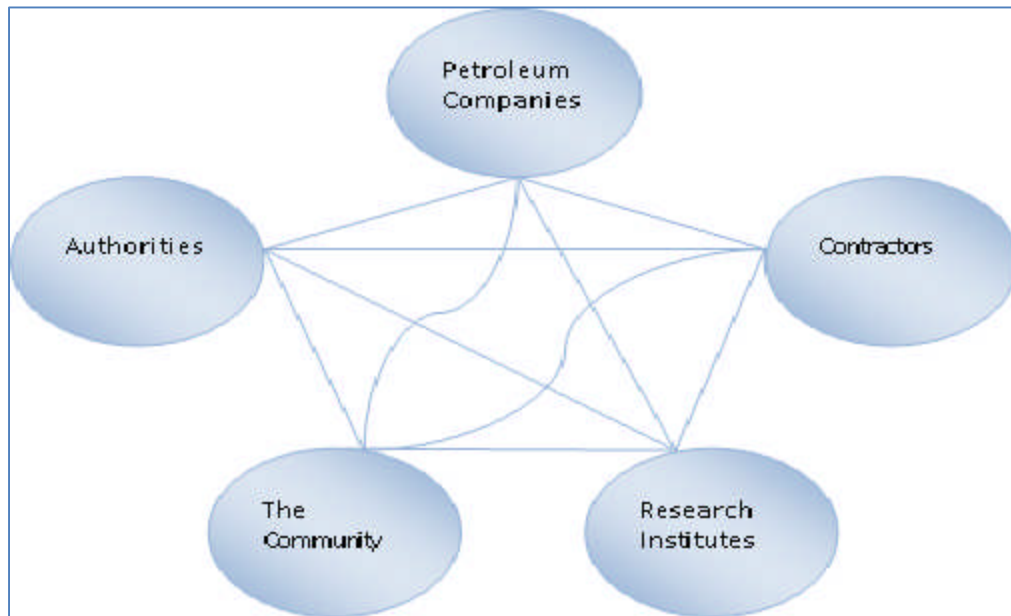 Petroleum
Companies
Authorities
Contractors
The
Community
Research
Institutes